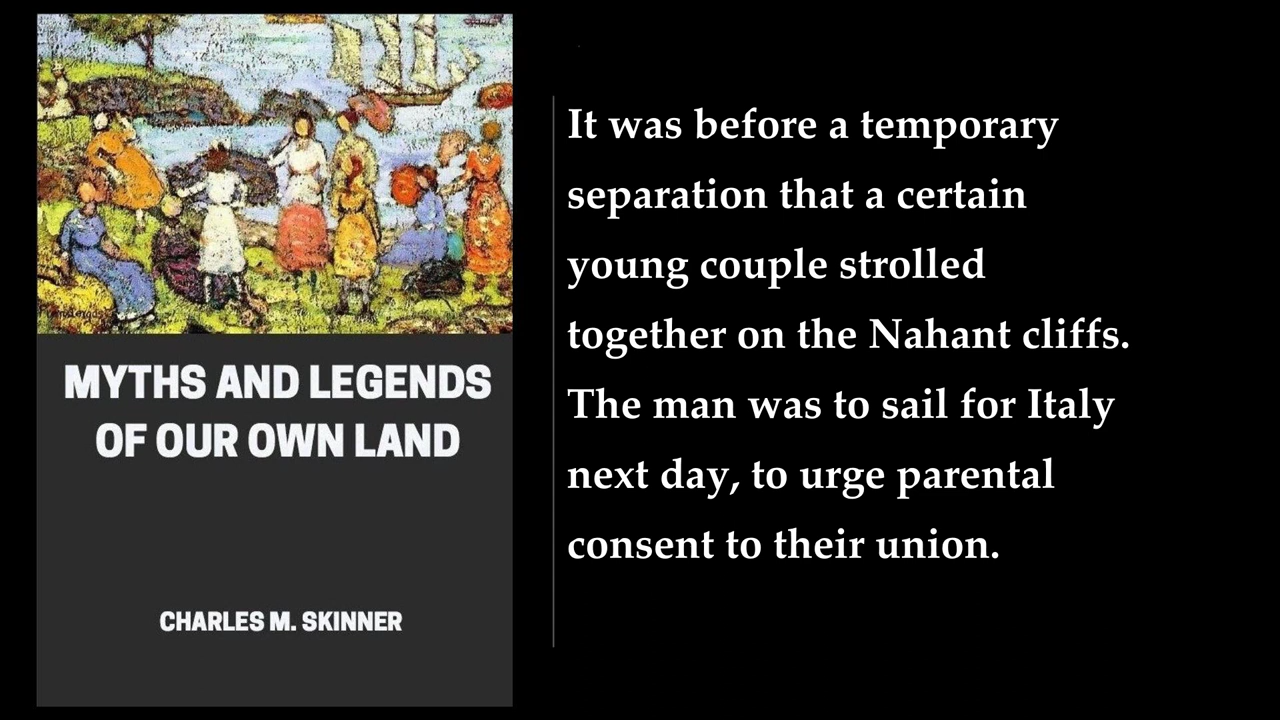 MYTHS AND LEGENDS
OF OUR OWN LAND
CHARLES M. SKINNER
It was before a temporary
separation that a certain
young couple strolled
together on the Nahant cliffs.
The man was to sail for Italy
next day, to urge parental
consent to their union.